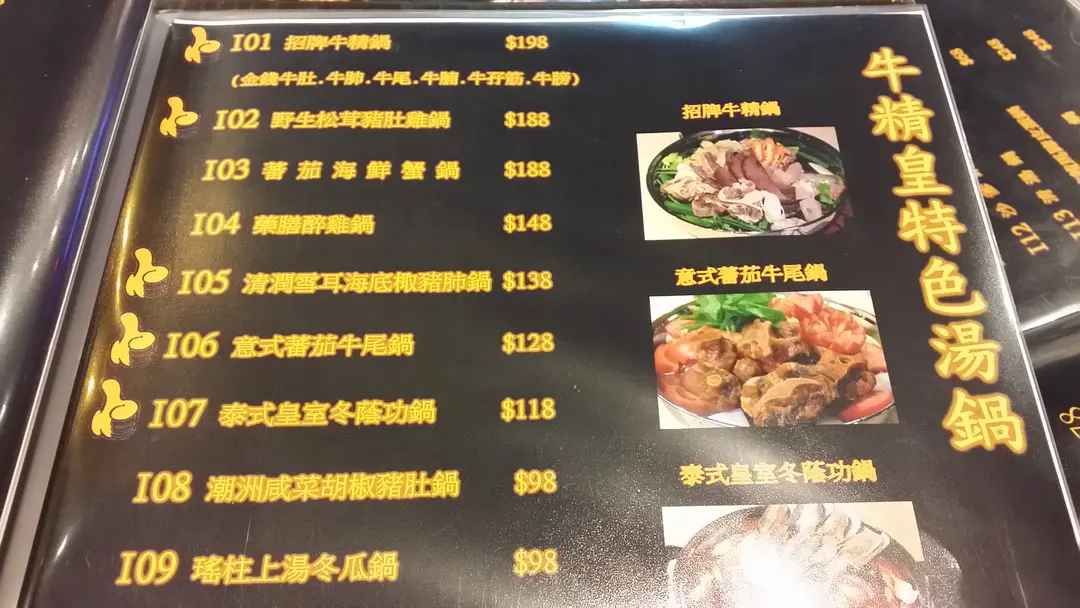 牛精皇特色湯鍋
I01 招牌牛精鍋 $198
(金錢牛肚.牛肺.牛尾.牛腩.牛孖筋.牛𦟌)
I02 野生松茸豬肚雞鍋 $188
I03 蕃茄海鮮蟹鍋 $188
I04 藥膳醉雞鍋 $148
I05 清潤雪耳海底椰豬肺鍋 $138
I06 意式蕃茄牛尾鍋 $128
I07 泰式皇室冬蔭功鍋 $118
I08 潮洲咸菜胡椒豬肚鍋 $98
I09 瑤柱上湯冬瓜鍋 $98
招牌牛精鍋
意式蕃茄牛尾鍋
泰式皇室冬蔭功鍋
I12
I13